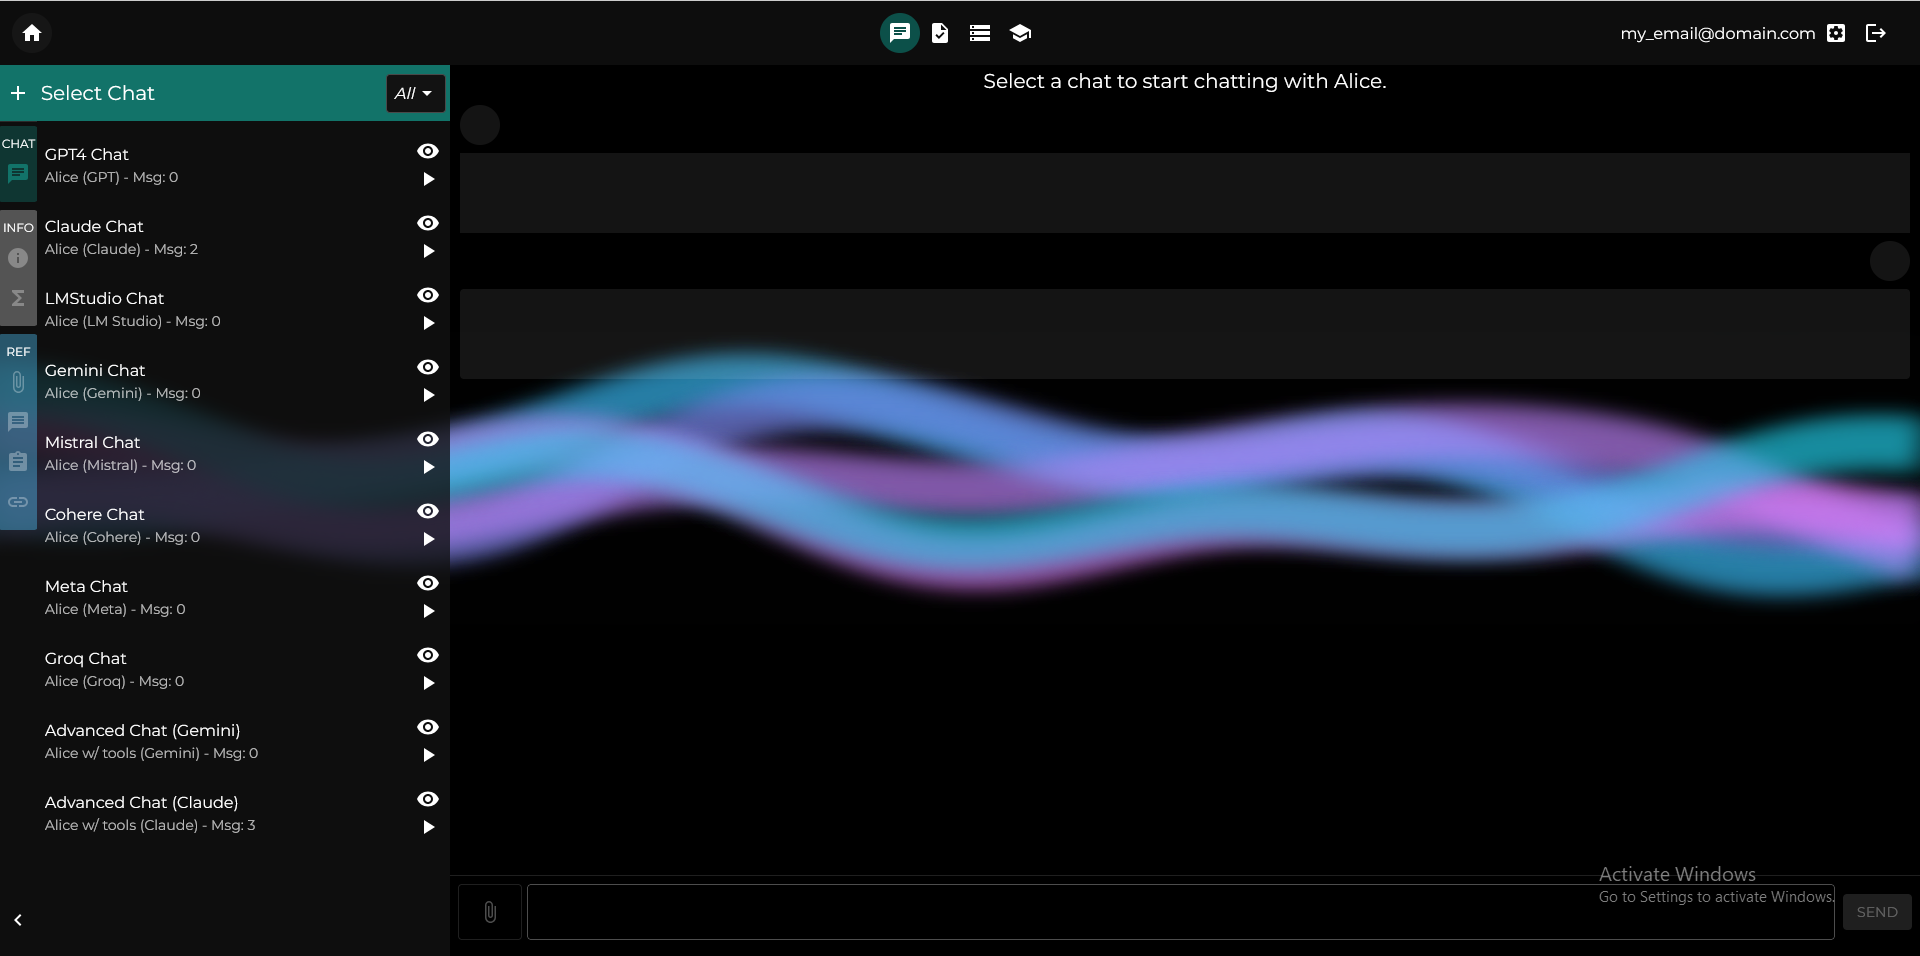 my_email@domain.com
Select Chat
All
Select a chat to start chatting with Alice.
CHAT
GPT4 Chat
Alice (GPT) - Msg: 0
INFO
Claude Chat
Alice (Claude) - Msg: 2
LMStudio Chat
Alice (LM Studio) - Msg: 0
REF
Gemini Chat
Alice (Gemini) - Msg: 0
Mistral Chat
Alice (Mistral) - Msg: 0
Cohere Chat
Alice (Cohere) - Msg: 0
Meta Chat
Alice (Meta) - Msg: 0
Groq Chat
Alice (Groq) - Msg: 0
Advanced Chat (Gemini)
Alice w/ tools (Gemini) - Msg: 0
Advanced Chat (Claude)
Alice w/ tools (Claude) - Msg: 3
Activate Windows
Go to Settings to activate Windows.
SEND